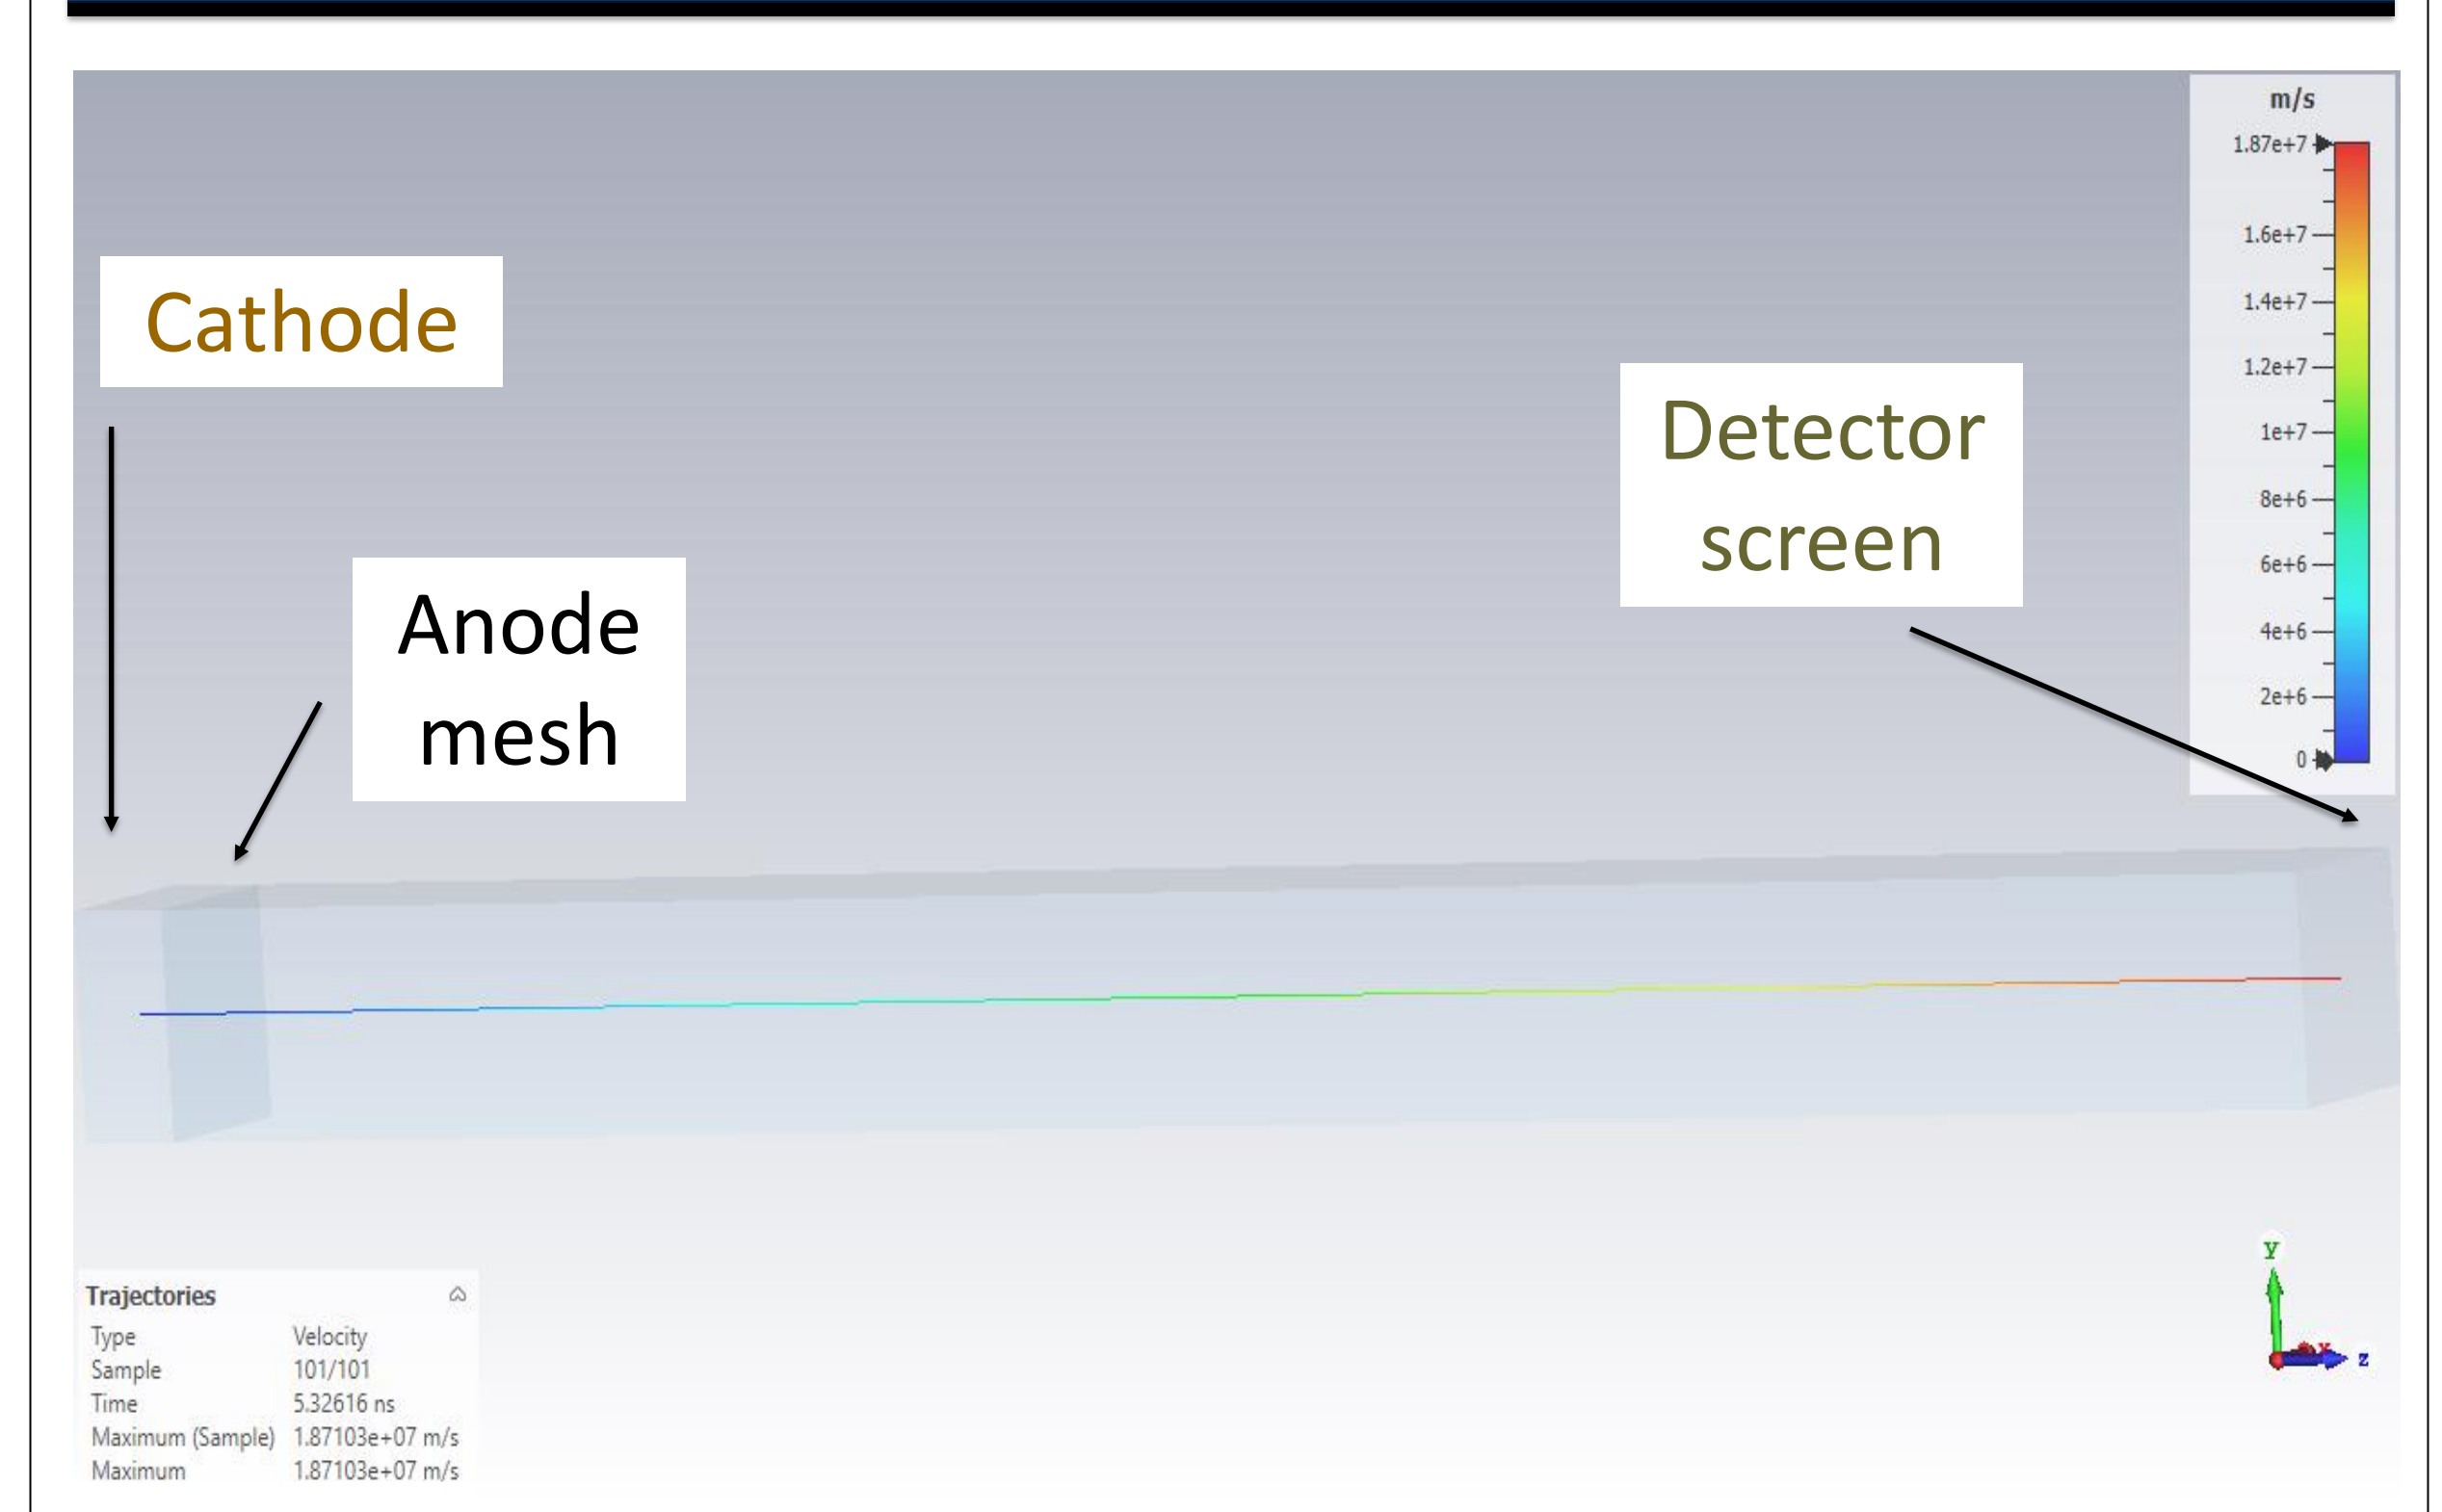 m/s
1.87e+7
1.6e+7
1.4e+7
1.2e+7
1e+7
8e+6
6e+6
4e+6
2e+6
0
Cathode
Detector
screen
Anode
mesh
Trajectories
Type Velocity
Sample 101/101
Time 5.32616 ns
Maximum (Sample) 1.87103e+07 m/s
Maximum 1.87103e+07 m/s
y
x
z